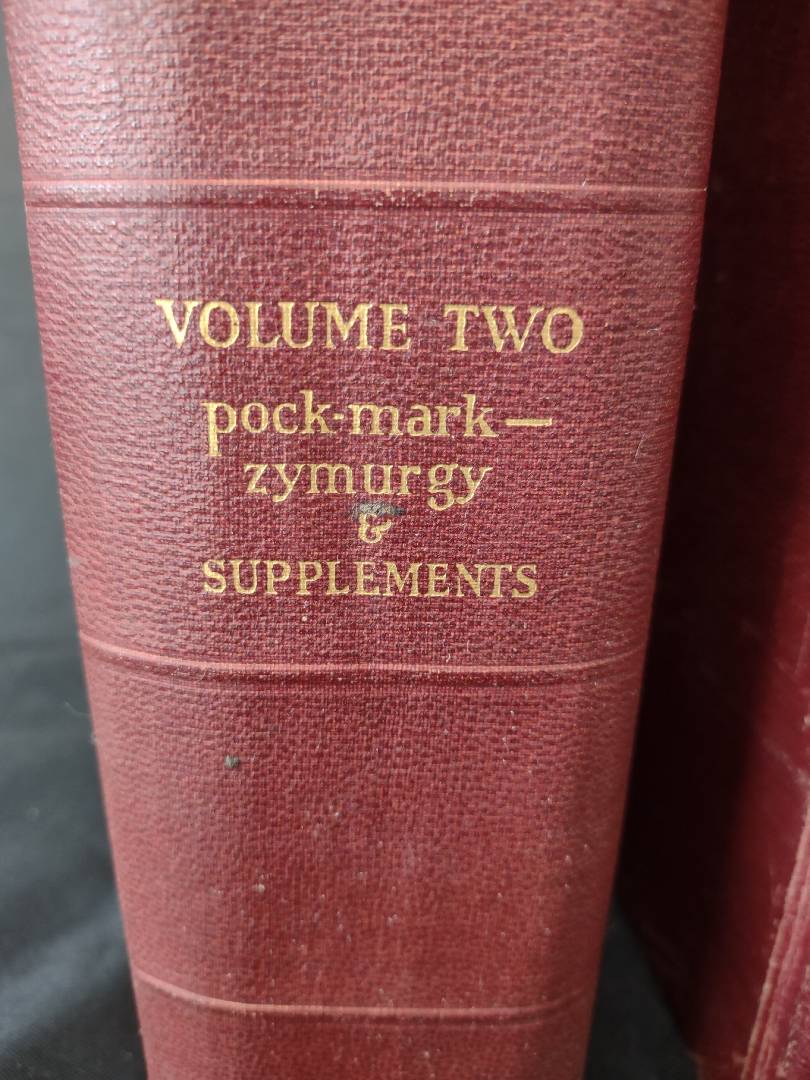 VOLUME TWO
pock-mark—
zymurgy
&
SUPPLEMENTS